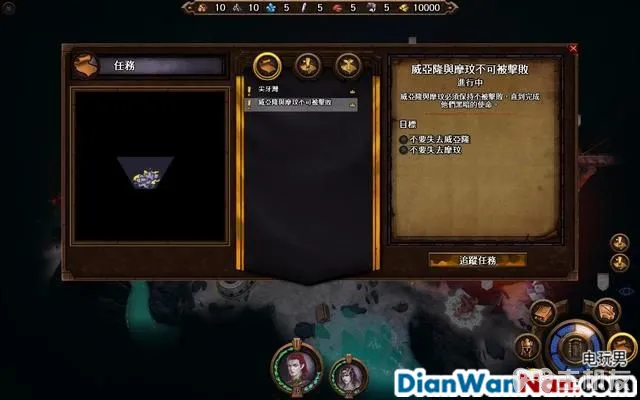 10 10 5 5 5 5 10000
任務
尖牙灣
威亞隆與摩玟不可被擊敗
威亞隆與摩玟不可被擊敗
進行中
威亞隆與摩玟必須保持不被擊敗，直到完成
他們黑暗的使命。
目標
不要失去威亞隆
不要失去摩玟
追蹤任務
电玩男
DianWanNan.com